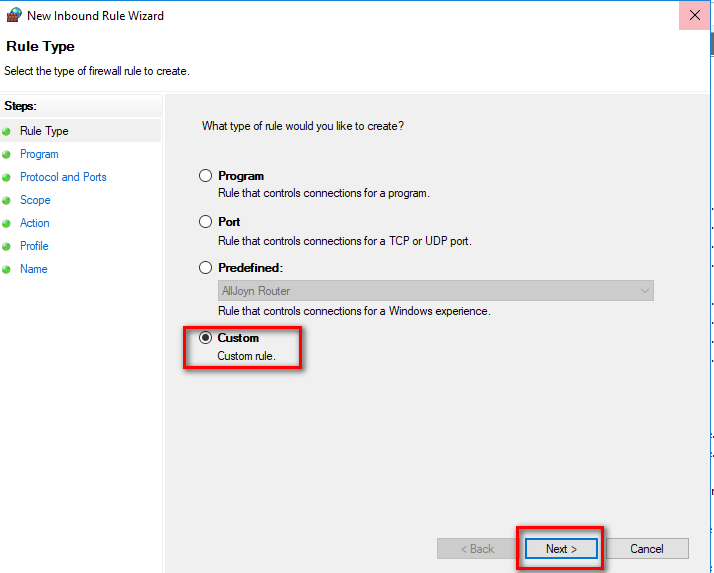 New Inbound Rule Wizard
Rule Type
Select the type of firewall rule to create.
Steps:
Rule Type
Program
Protocol and Ports
Scope
Action
Profile
Name
What type of rule would you like to create?
Program
Rule that controls connections for a program.
Port
Rule that controls connections for a TCP or UDP port.
Predefined:
AllJoyn Router
Rule that controls connections for a Windows experience.
Custom
Custom rule.
< Back
Next >
Cancel